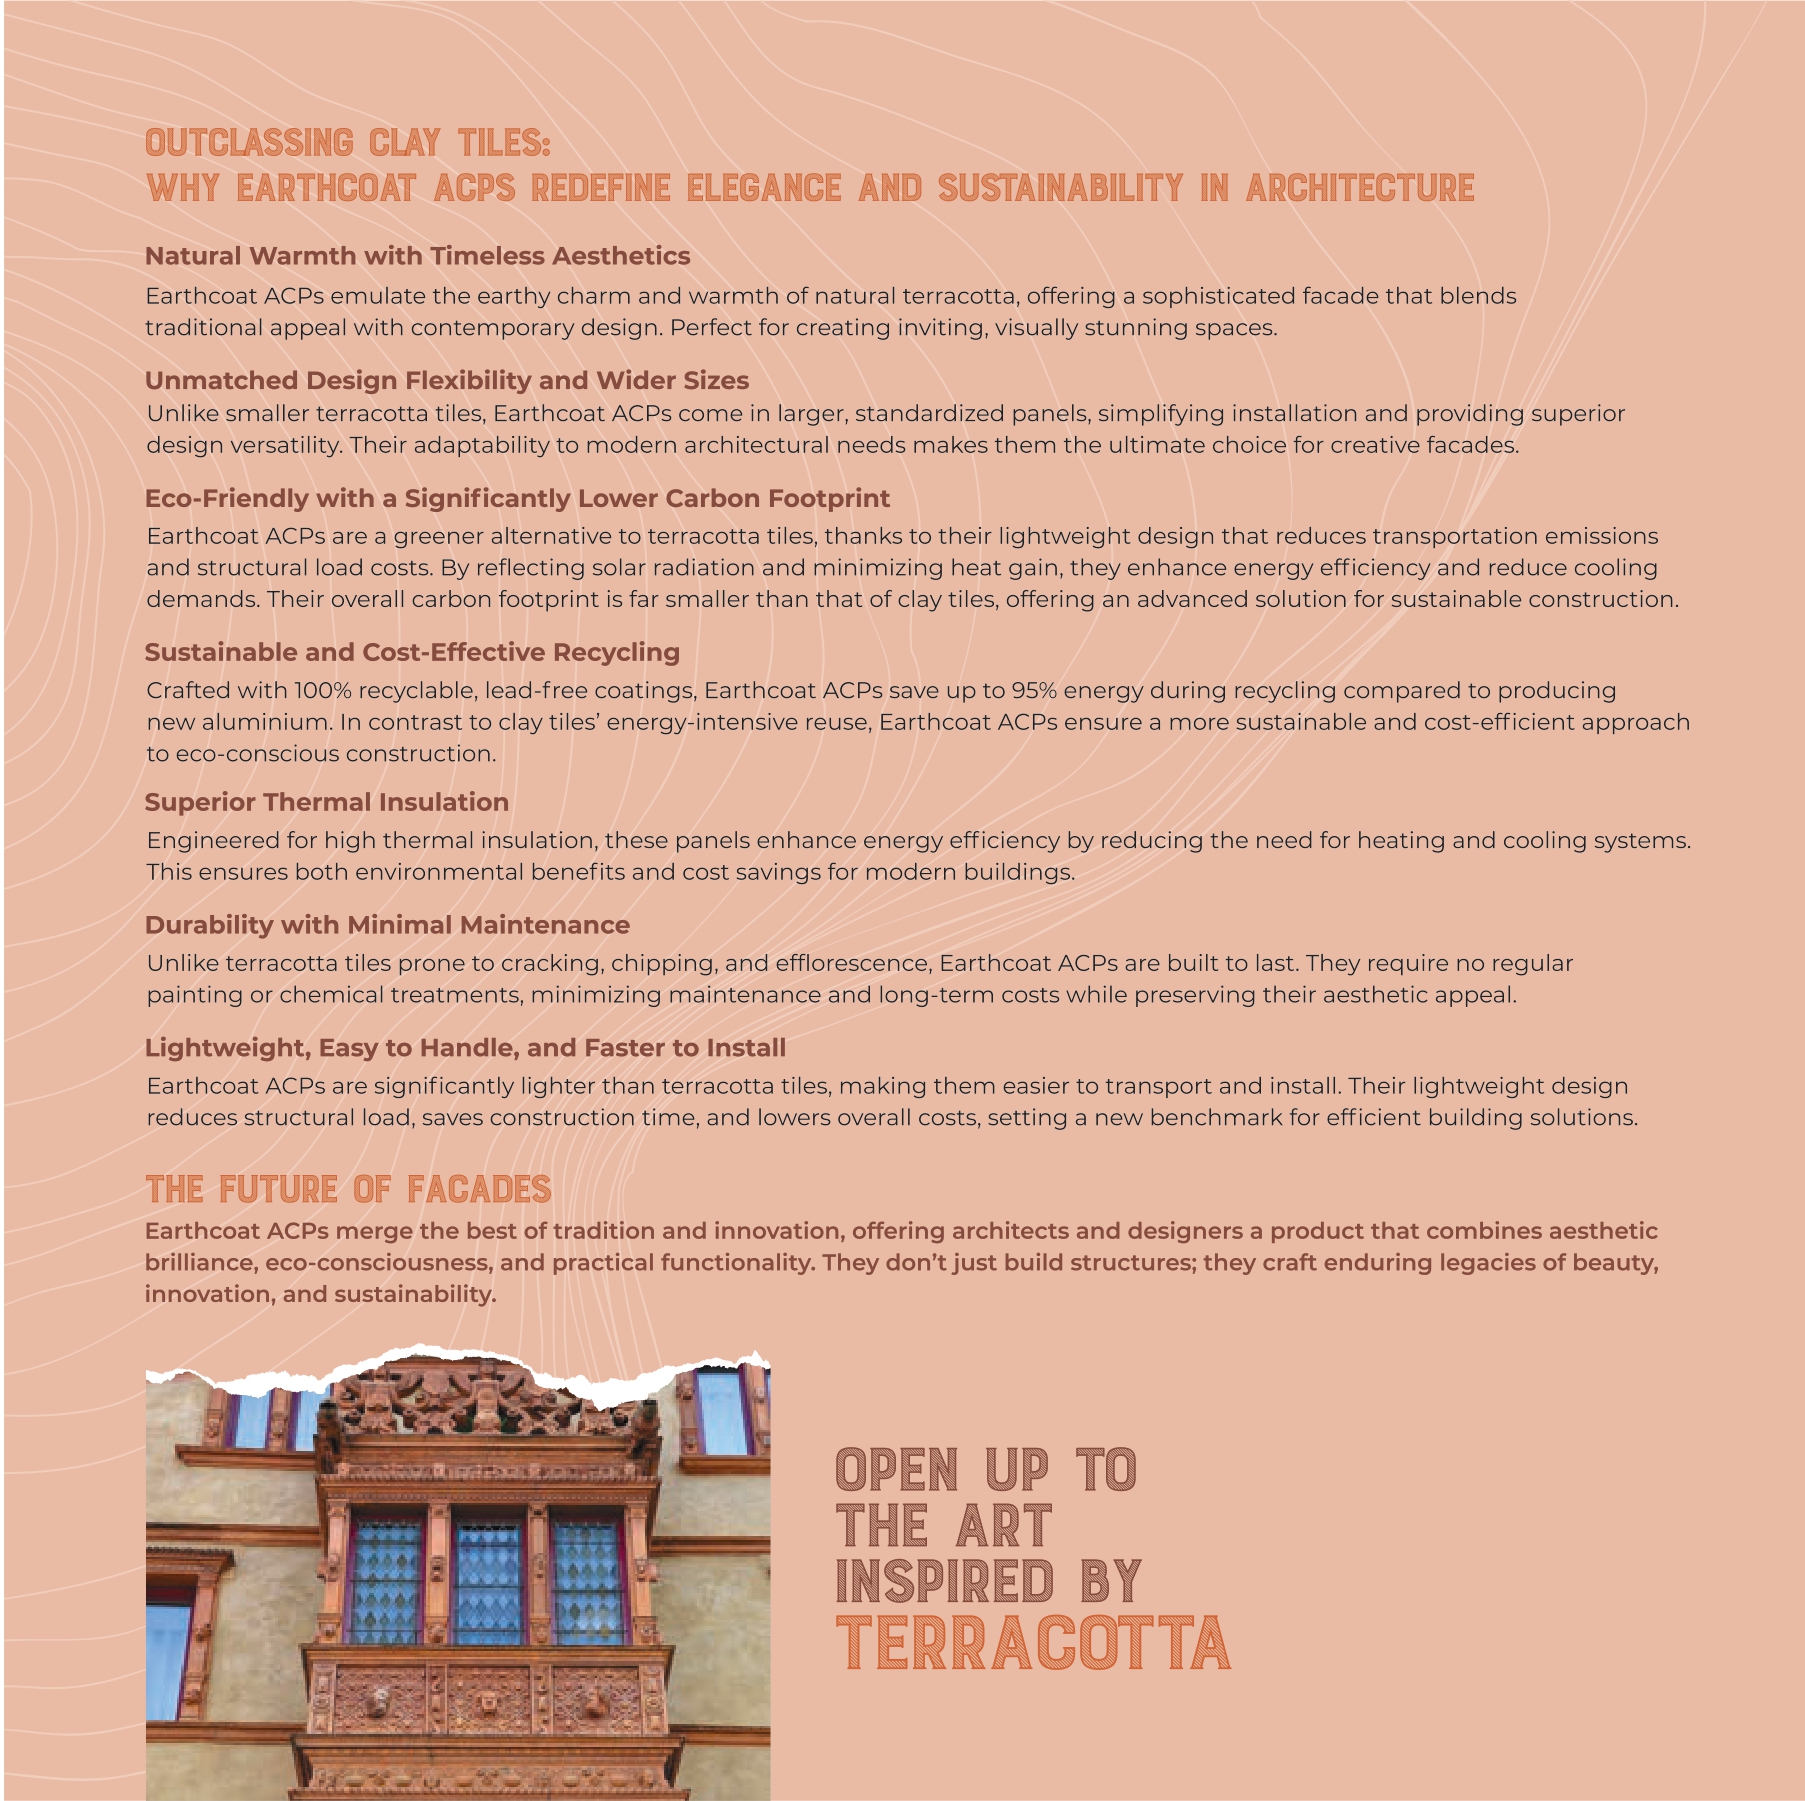 OUTCLASSING CLAY TILES:
WHY EARTHCOAT ACPS REDEFINE ELEGANCE AND SUSTAINABILITY IN ARCHITECTURE
Natural Warmth with Timeless Aesthetics
Earthcoat ACPs emulate the earthy charm and warmth of natural terracotta, offering a sophisticated facade that blends
traditional appeal with contemporary design. Perfect for creating inviting, visually stunning spaces.
Unmatched Design Flexibility and Wider Sizes
Unlike smaller terracotta tiles, Earthcoat ACPs come in larger, standardized panels, simplifying installation and providing superior
design versatility. Their adaptability to modern architectural needs makes them the ultimate choice for creative facades.
Eco-Friendly with a Significantly Lower Carbon Footprint
Earthcoat ACPs are a greener alternative to terracotta tiles, thanks to their lightweight design that reduces transportation emissions
and structural load costs. By reflecting solar radiation and minimizing heat gain, they enhance energy efficiency and reduce cooling
demands. Their overall carbon footprint is far smaller than that of clay tiles, offering an advanced solution for sustainable construction.
Sustainable and Cost-Effective Recycling
Crafted with 100% recyclable, lead-free coatings, Earthcoat ACPs save up to 95% energy during recycling compared to producing
new aluminium. In contrast to clay tiles’ energy-intensive reuse, Earthcoat ACPs ensure a more sustainable and cost-efficient approach
to eco-conscious construction.
Superior Thermal Insulation
Engineered for high thermal insulation, these panels enhance energy efficiency by reducing the need for heating and cooling systems.
This ensures both environmental benefits and cost savings for modern buildings.
Durability with Minimal Maintenance
Unlike terracotta tiles prone to cracking, chipping, and efflorescence, Earthcoat ACPs are built to last. They require no regular
painting or chemical treatments, minimizing maintenance and long-term costs while preserving their aesthetic appeal.
Lightweight, Easy to Handle, and Faster to Install
Earthcoat ACPs are significantly lighter than terracotta tiles, making them easier to transport and install. Their lightweight design
reduces structural load, saves construction time, and lowers overall costs, setting a new benchmark for efficient building solutions.
THE FUTURE OF FACADES
Earthcoat ACPs merge the best of tradition and innovation, offering architects and designers a product that combines aesthetic
brilliance, eco-consciousness, and practical functionality. They don’t just build structures; they craft enduring legacies of beauty,
innovation, and sustainability.
OPEN UP TO
THE ART
INSPIRED BY
TERRACOTTA